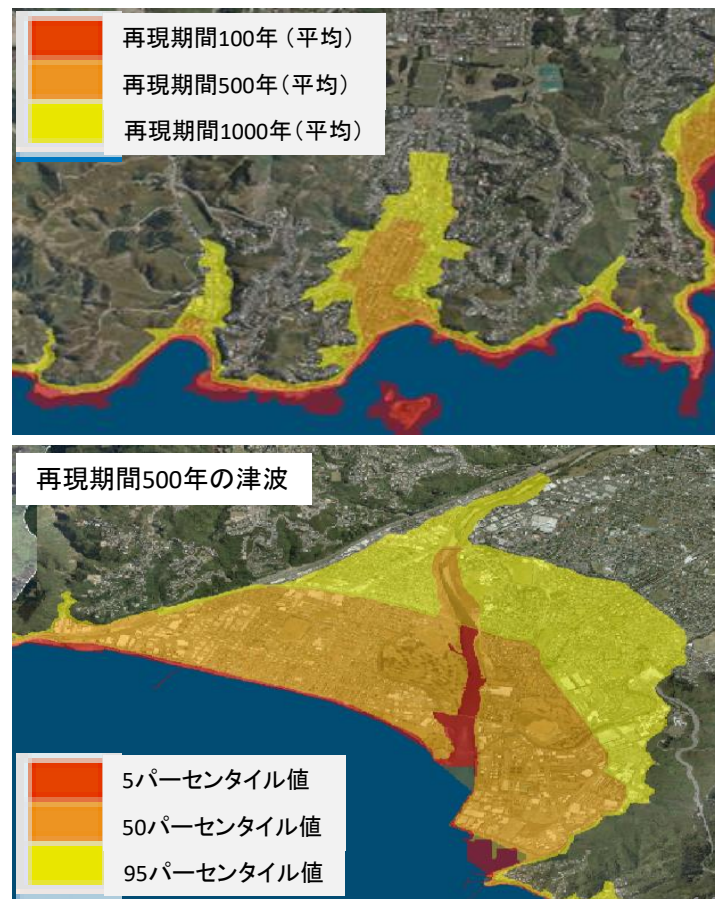 再現期間100年（平均）
再現期間500年（平均）
再現期間1000年（平均）
再現期間500年の津波
5パーセンタイル値
50パーセンタイル値
95パーセンタイル値